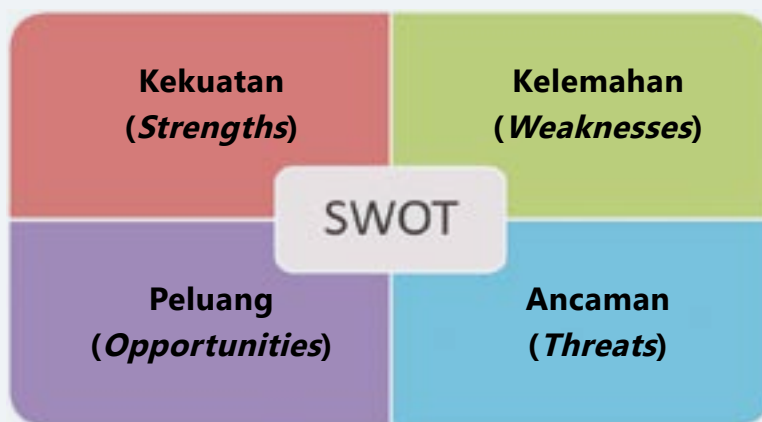 Kekuatan
(Strengths)
Kelemahan
(Weaknesses)
SWOT
Peluang
(Opportunities)
Ancaman
(Threats)